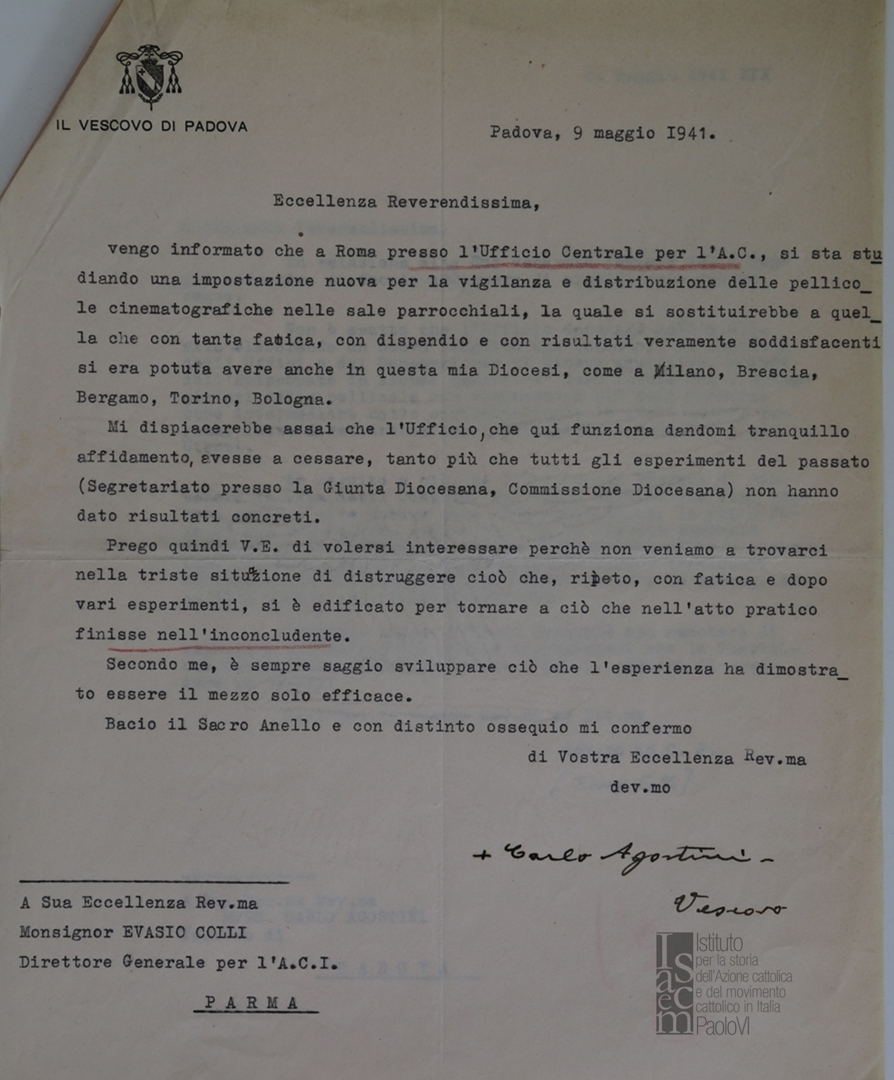 IL VESCOVO DI PADOVA
Padova, 9 maggio I941.
Eccellenza Reverendissima,
vengo informato che a Roma presso l'Ufficio Centrale per l'A.C., si sta stu
diando una impostazione nuova per la vigilanza e distribuzione delle pellico_
le cinematografiche nelle sale parrocchiali, la quale si sostituirebbe a quel_
la che con tanta fatica, con dispendio e con risultati veramente soddisfacenti
si era potuta avere anche in questa mia Diocesi, come a Milano, Brescia,
Bergamo, Torino, Bologna.
Mi dispiacerebbe assai che l'Ufficio, che qui funziona dandomi tranquillo
affidamento, avesse a cessare, tanto più che tutti gli esperimenti del passato
(Segretariato presso la Giunta Diocesana, Commissione Diocesana) non hanno
dato risultati concreti.
Prego quindi V.E. di volersi interessare perchè non veniamo a trovarci
nella triste situazione di distruggere cioò che, ripeto, con fatica e dopo
vari esperimenti, si è edificato per tornare a ciò che nell'atto pratico
finisse nell'inconcludente.
Secondo me, è sempre saggio sviluppare ciò che l'esperienza ha dimostra_
to essere il mezzo solo efficace.
Bacio il Sacro Anello e con distinto ossequio mi confermo
di Vostra Eccellenza Rev.ma
dev.mo
+ Carlo Agostini -
Vescovo
A Sua Eccellenza Rev.ma
Monsignor EVASIO COLLI
Direttore Generale per l'A.C.I.
PARMA
Isacem
Istituto
per la storia
dell'Azione cattolica
e del movimento
cattolico in Italia
PaoloVI